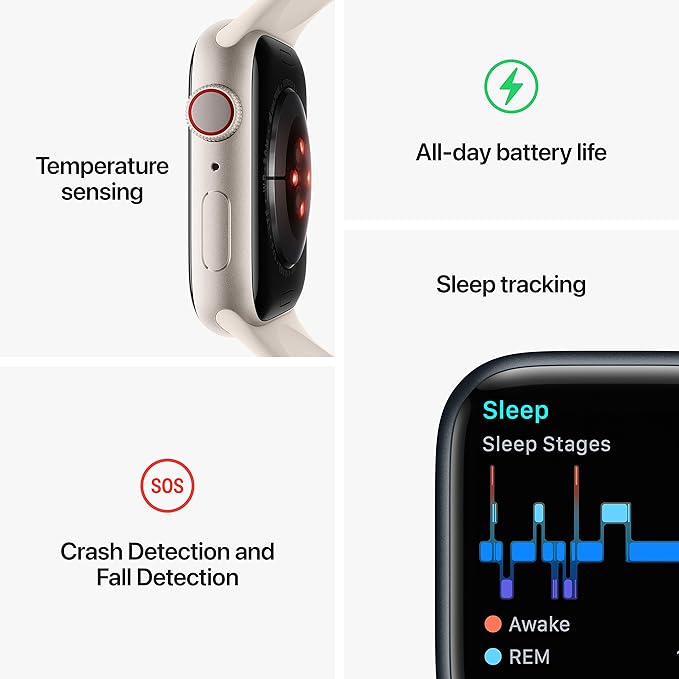 Temperature
sensing
All-day battery life
Sleep tracking
Sleep
Sleep Stages
Awake
REM
SOS
Crash Detection and
Fall Detection